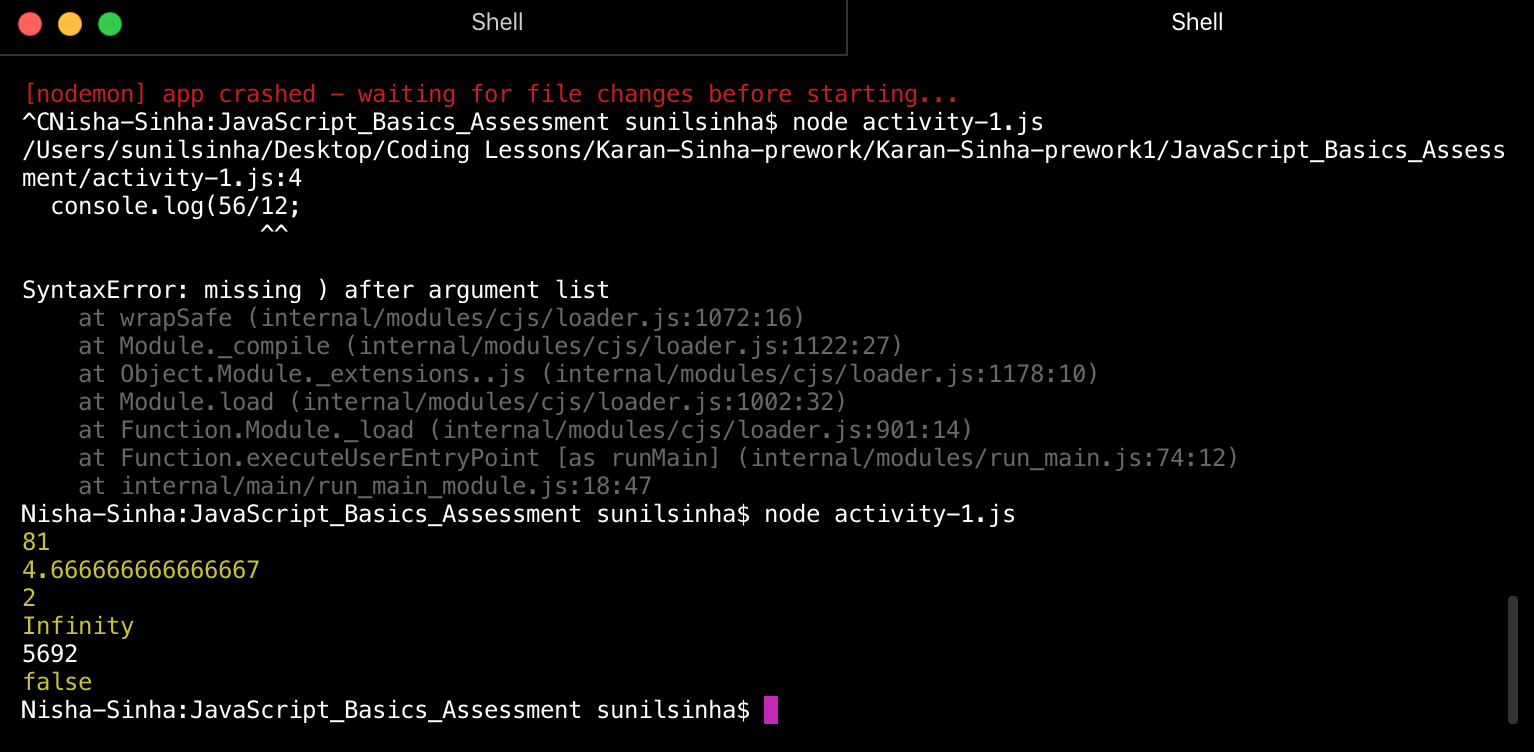 Shell
Shell
[nodemon] app crashed - waiting for file changes before starting...
^CNisha-Sinha:JavaScript_Basics_Assessment sunilsinha$ node activity-1.js
/Users/sunilsinha/Desktop/Coding Lessons/Karan-Sinha-prework/Karan-Sinha-prework1/JavaScript_Basics_Assess
ment/activity-1.js:4
  console.log(56/12;
                 ^^
SyntaxError: missing ) after argument list
    at wrapSafe (internal/modules/cjs/loader.js:1072:16)
    at Module._compile (internal/modules/cjs/loader.js:1122:27)
    at Object.Module._extensions..js (internal/modules/cjs/loader.js:1178:10)
    at Module.load (internal/modules/cjs/loader.js:1002:32)
    at Function.Module._load (internal/modules/cjs/loader.js:901:14)
    at Function.executeUserEntryPoint [as runMain] (internal/modules/run_main.js:74:12)
    at internal/main/run_main_module.js:18:47
Nisha-Sinha:JavaScript_Basics_Assessment sunilsinha$ node activity-1.js
81
4.666666666666667
2
Infinity
5692
false
Nisha-Sinha:JavaScript_Basics_Assessment sunilsinha$